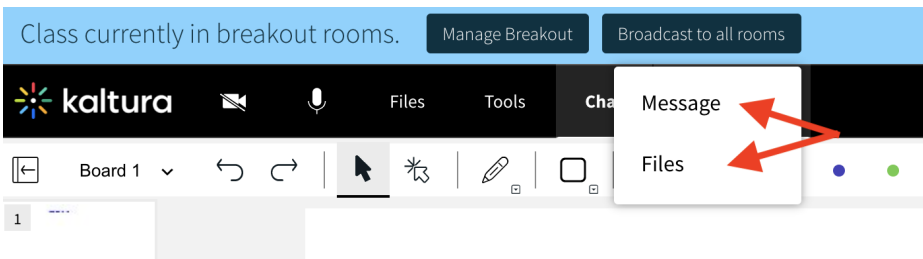 Class currently in breakout rooms. Manage Breakout Broadcast to all rooms
kaltura Files Tools Cha
Message
Board 1
Files
1